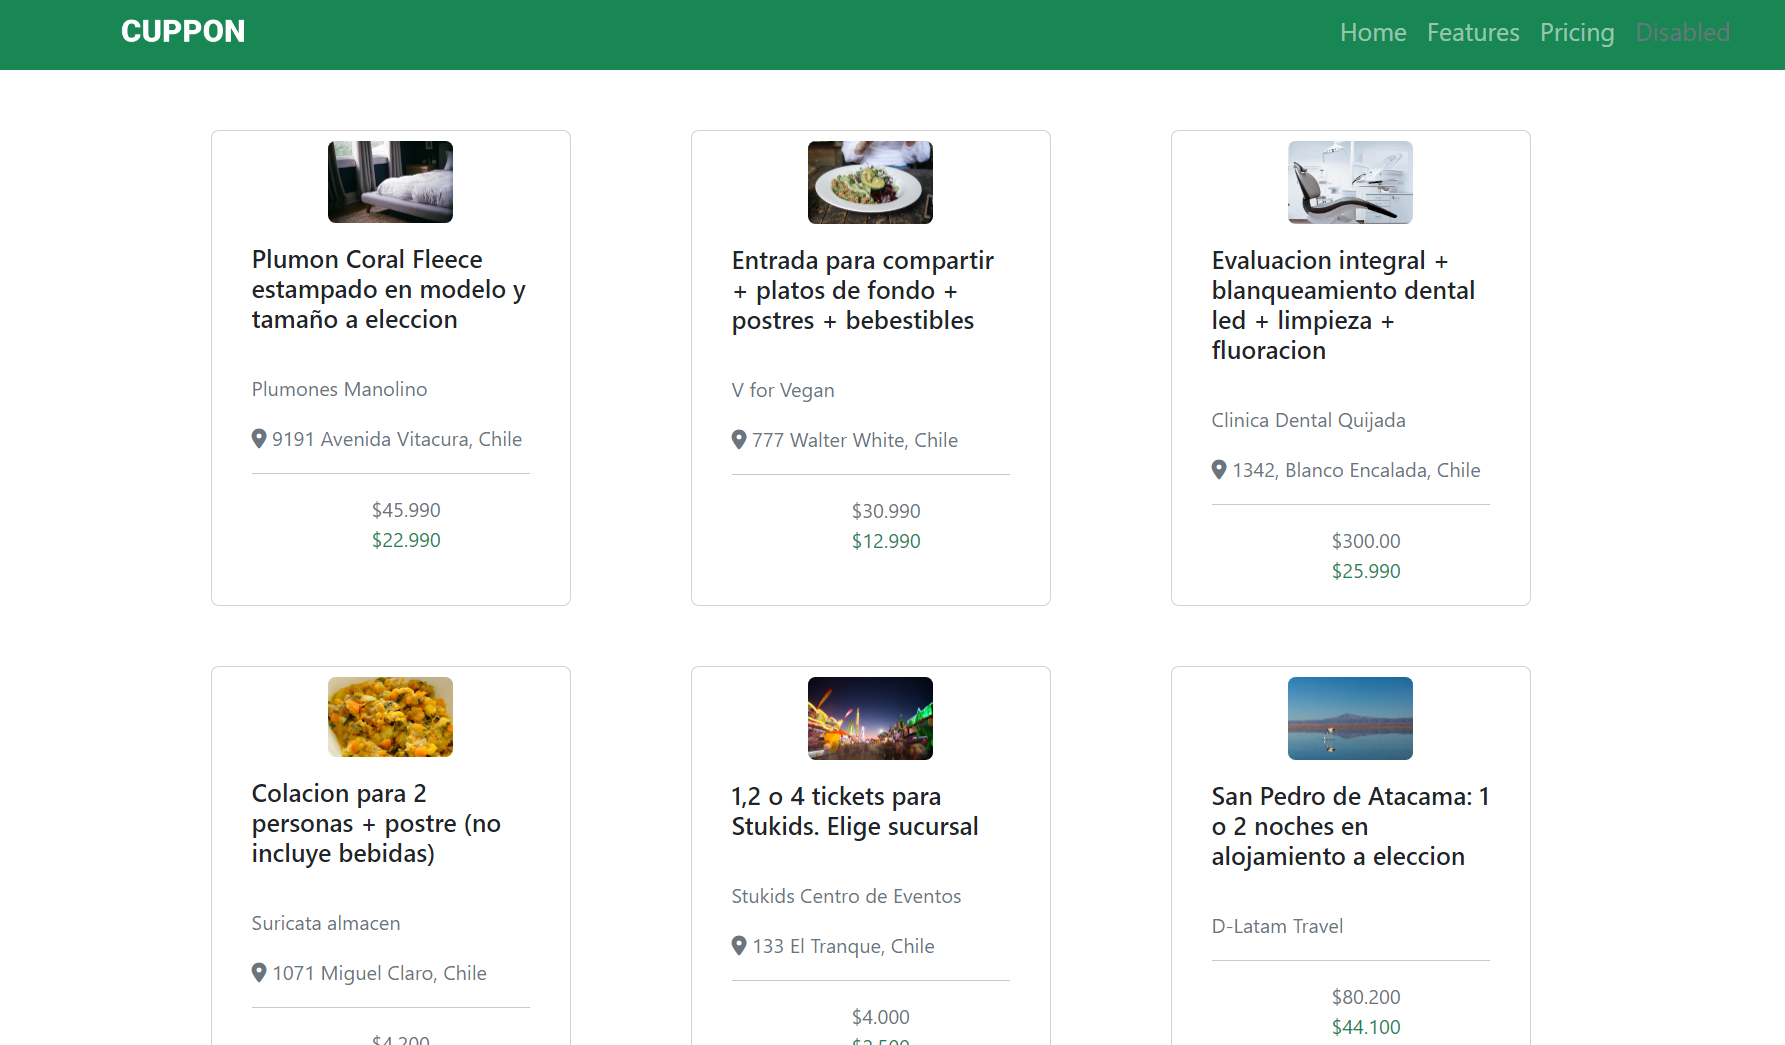 CUPPON
Home Features Pricing Disabled
Plumon Coral Fleece
estampado en modelo y
tamaño a eleccion
Plumones Manolino
9191 Avenida Vitacura, Chile
$45.990
$22.990
Entrada para compartir
+ platos de fondo +
postres + bebestibles
V for Vegan
777 Walter White, Chile
$30.990
$12.990
Evaluacion integral +
blanqueamiento dental
led + limpieza +
fluoracion
Clinica Dental Quijada
1342, Blanco Encalada, Chile
$300.00
$25.990
Colacion para 2
personas + postre (no
incluye bebidas)
Suricata almacen
1071 Miguel Claro, Chile
$4.200
1,2 o 4 tickets para
Stukids. Elige sucursal
Stukids Centro de Eventos
133 El Tranque, Chile
$4.000
$2.500
San Pedro de Atacama: 1
o 2 noches en
alojamiento a eleccion
D-Latam Travel
$80.200
$44.100